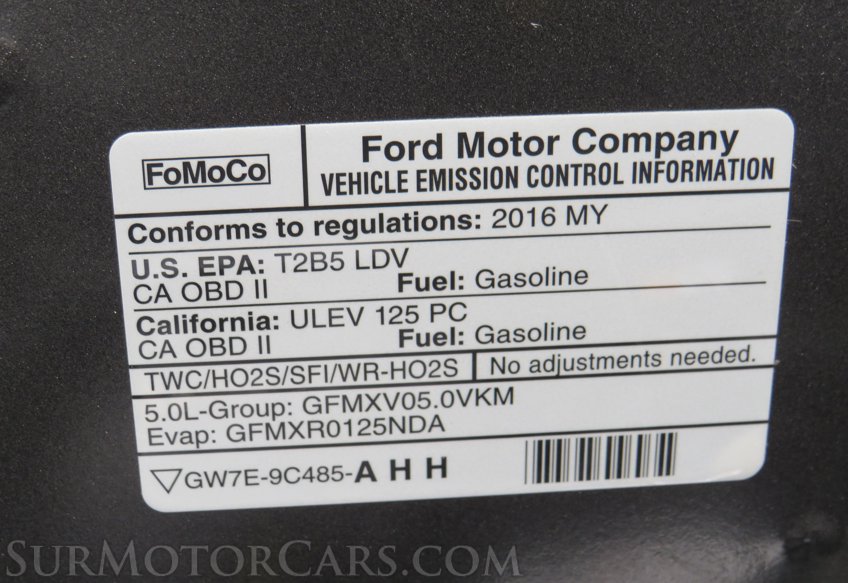 FoMoCo
Ford Motor Company
VEHICLE EMISSION CONTROL INFORMATION
Conforms to regulations: 2016 MY
U.S. EPA: T2B5 LDV
CA OBD II Fuel: Gasoline
California: ULEV 125 PC
CA OBD II Fuel: Gasoline
TWC/HO2S/SFI/WR-HO2S No adjustments needed.
5.0L-Group: GFMXV05.0VKM
Evap: GFMXR0125NDA
▽GW7E-9C485-A H H
SURMOTORCARS.COM